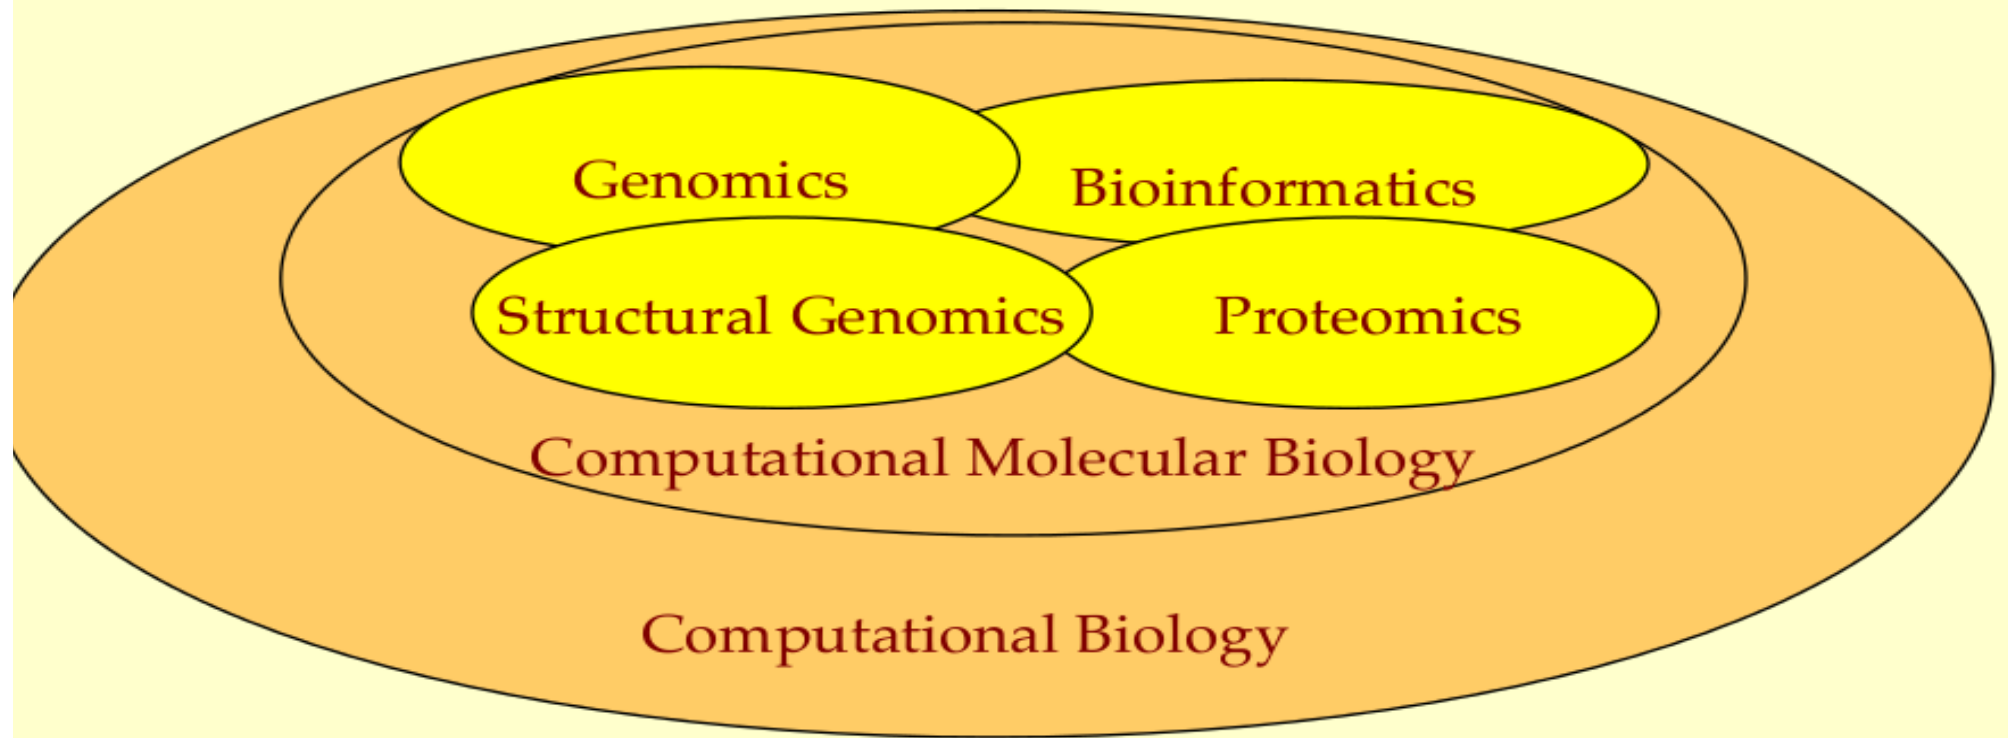 Genomics
Bioinformatics
Structural Genomics
Proteomics
Computational Molecular Biology
Computational Biology